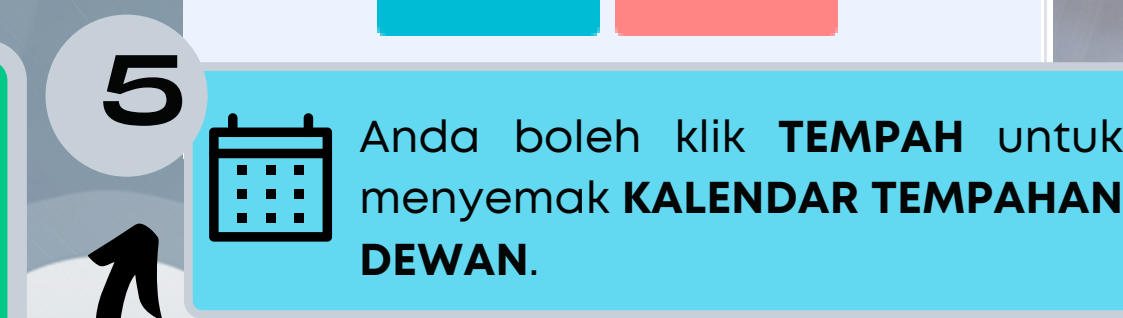 5
Anda boleh klik TEMPAH untuk
menyemak KALENDAR TEMPAHAN
DEWAN.